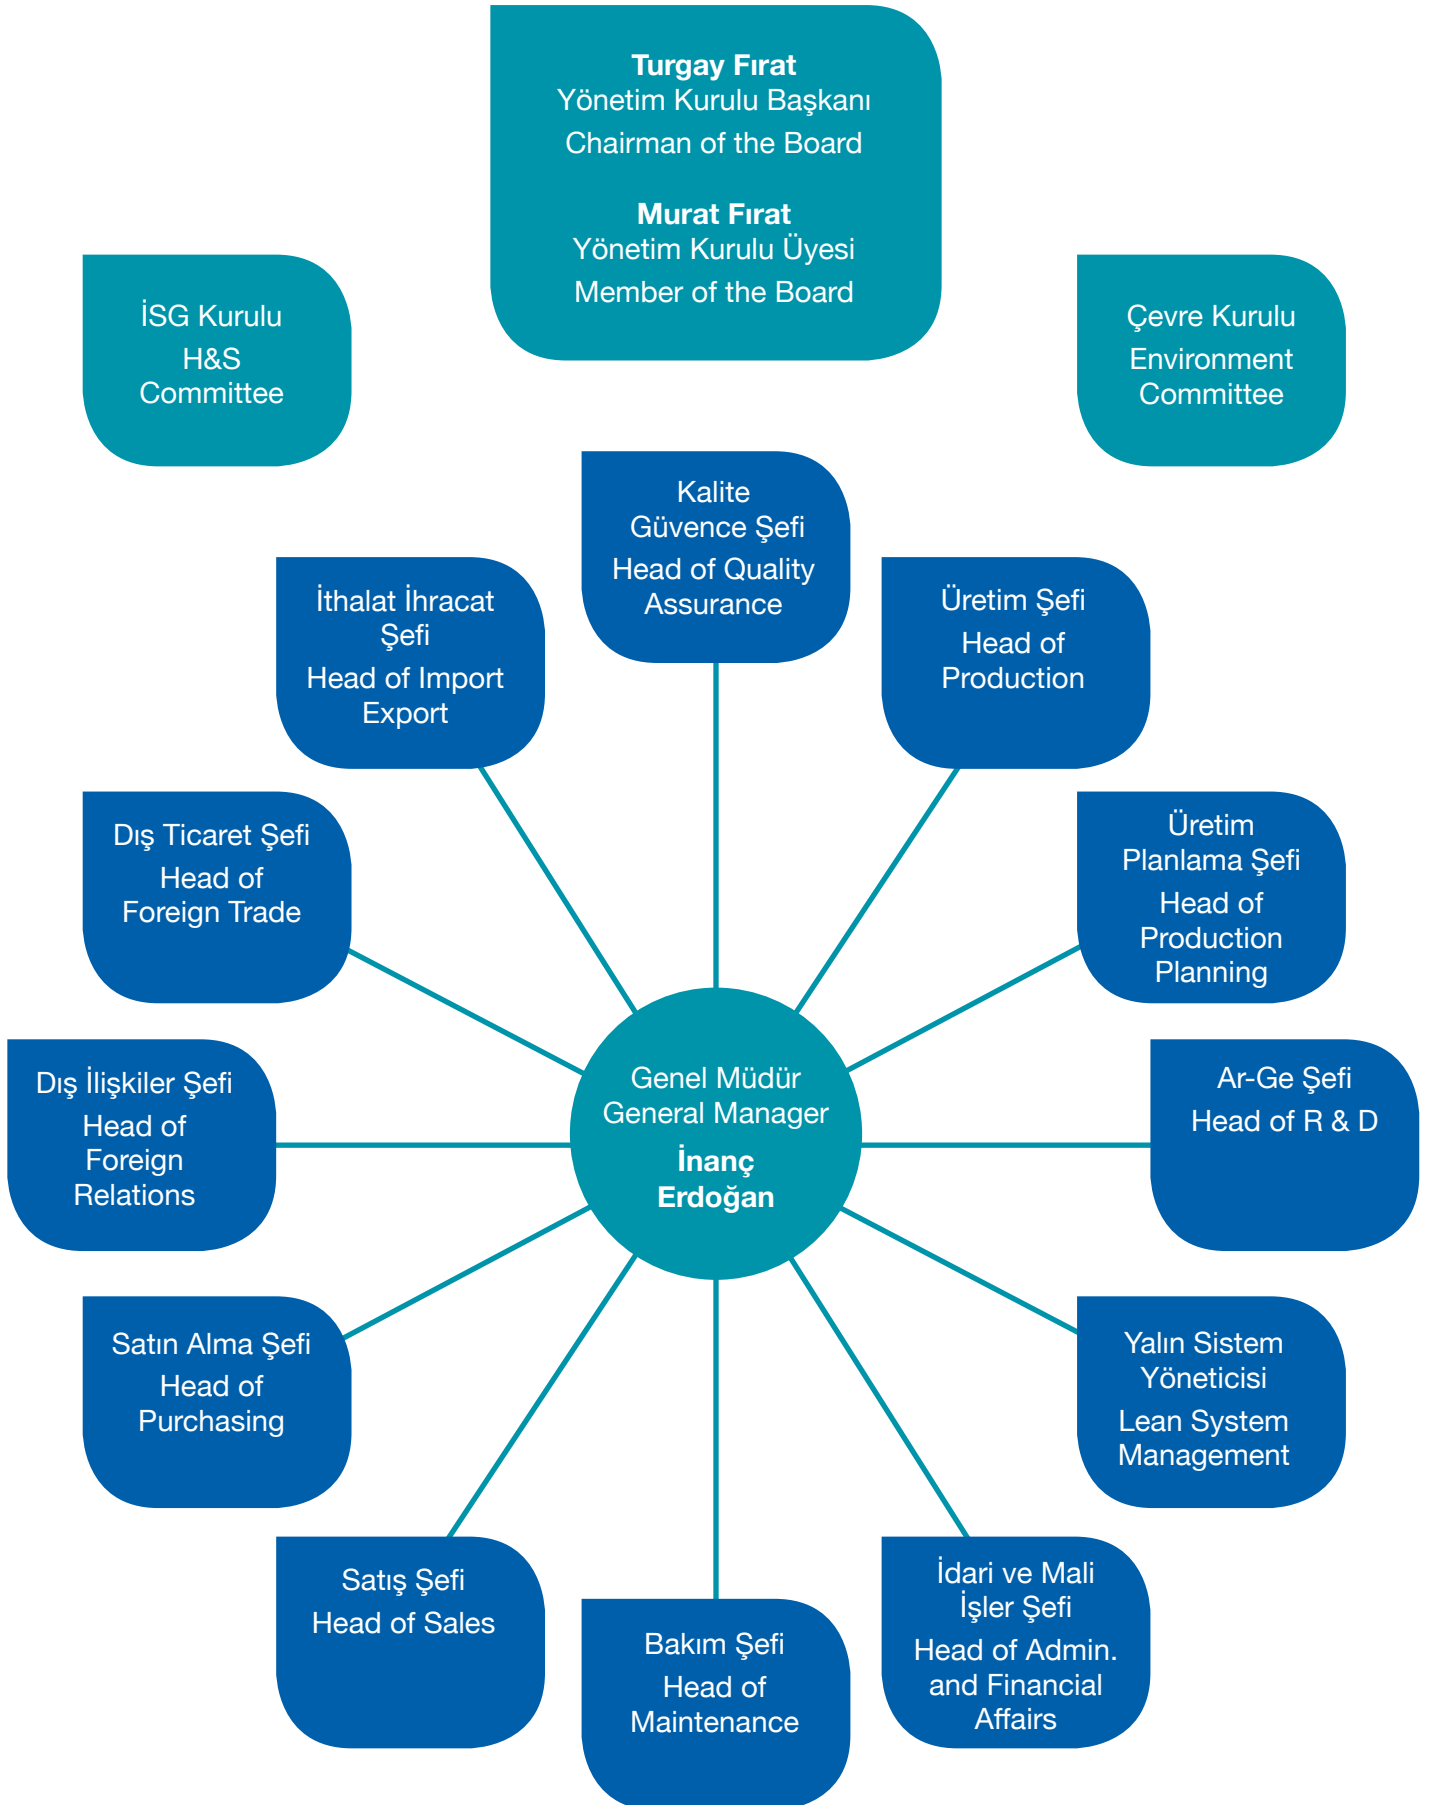 Turgay Fırat
Yönetim Kurulu Başkanı
Chairman of the Board
Murat Fırat
Yönetim Kurulu Üyesi
Member of the Board
İSG Kurulu
H&S
Committee
Çevre Kurulu
Environment
Committee
Kalite
Güvence Şefi
Head of Quality
Assurance
İthalat İhracat
Şefi
Head of Import
Export
Üretim Şefi
Head of
Production
Dış Ticaret Şefi
Head of
Foreign Trade
Üretim
Planlama Şefi
Head of
Production
Planning
Dış İlişkiler Şefi
Head of
Foreign
Relations
Genel Müdür
General Manager
İnanç
Erdoğan
Ar-Ge Şefi
Head of R & D
Satın Alma Şefi
Head of
Purchasing
Yalın Sistem
Yöneticisi
Lean System
Management
Satış Şefi
Head of Sales
Bakım Şefi
Head of
Maintenance
İdari ve Mali
İşler Şefi
Head of Admin.
and Financial
Affairs